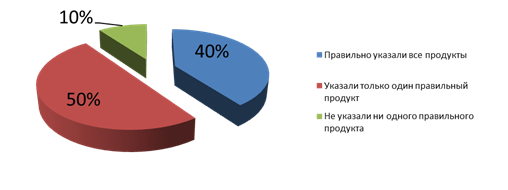 10%
40%
50%
Правильно указали все продукты
Указали только один правильный
продукт
Не указали ни одного правильного
продукта